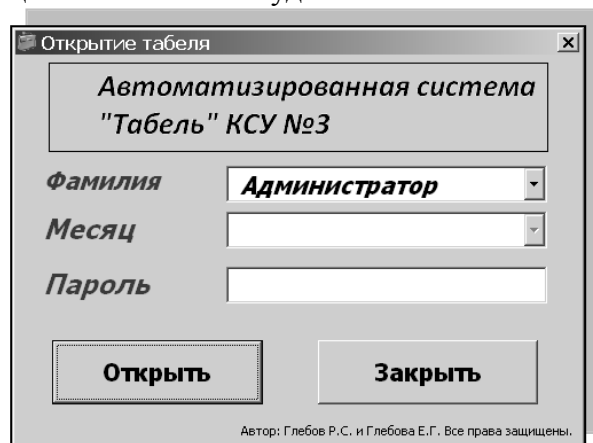 Открытие табеля
Автоматизированная система
"Табель" КСУ №3
Фамилия Администратор
Месяц
Пароль
Открыть Закрыть
Автор: Глебов Р.С. и Глебова Е.Г. Все права защищены.